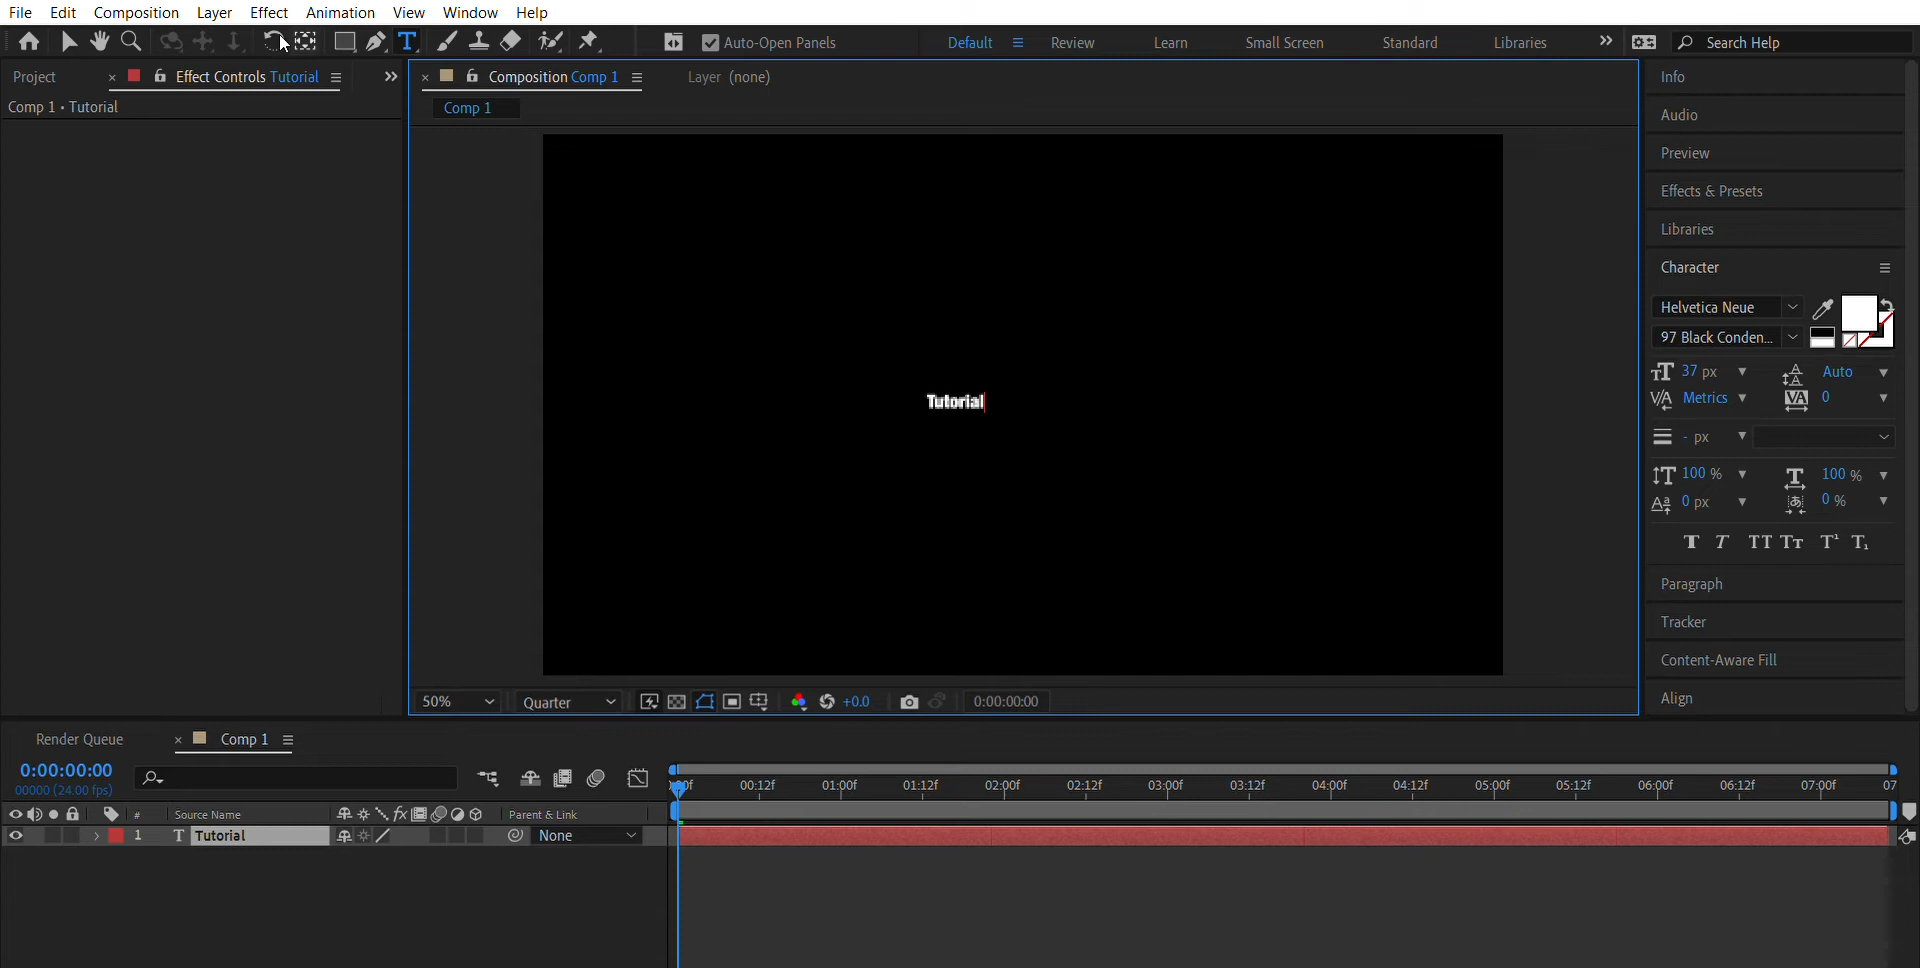 File Edit Composition Layer Effect Animation View Window Help
Auto-Open Panels Default Review Learn Small Screen Standard Libraries Search Help
Project Effect Controls Tutorial Composition Comp 1 Layer (none) Info
Comp 1 • Tutorial Comp 1 Audio
Preview
Effects & Presets
Libraries
Character
Helvetica Neue
97 Black Conden...
37 px Auto
Metrics 0
Tutorial
- px
100 % 100 %
0 px 0 %
T T TT Tт T¹ T₁
Paragraph
Tracker
Content-Aware Fill
Align
50% Quarter +0.0 0:00:00:00
Render Queue Comp 1
0:00:00:00
00000 (24.00 fps) 00:12f 01:00f 01:12f 02:00f 02:12f 03:00f 03:12f 04:00f 04:12f 05:00f 05:12f 06:00f 06:12f 07:00f 07
# Source Name fx Parent & Link
1 T Tutorial None